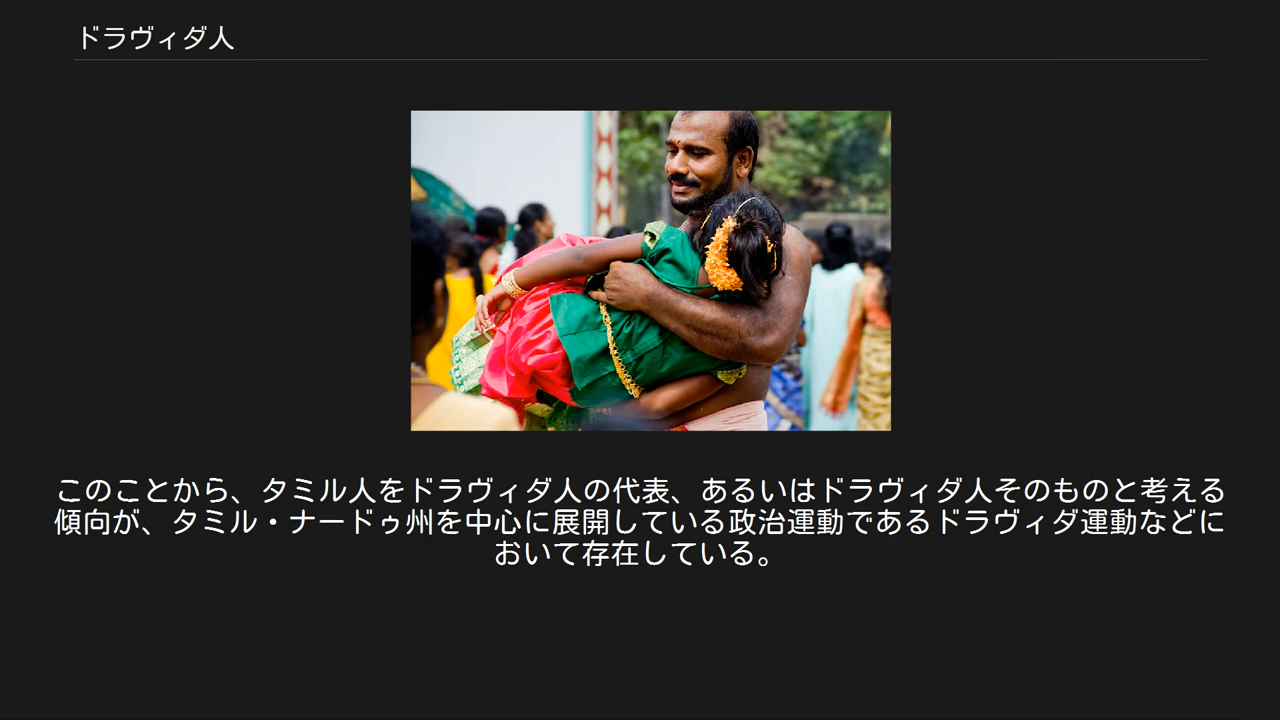 ドラヴィダ人
このことから、タミル人をドラヴィダ人の代表、あるいはドラヴィダ人そのものと考える
傾向が、タミル・ナードゥ州を中心に展開している政治運動であるドラヴィダ運動などに
おいて存在している。